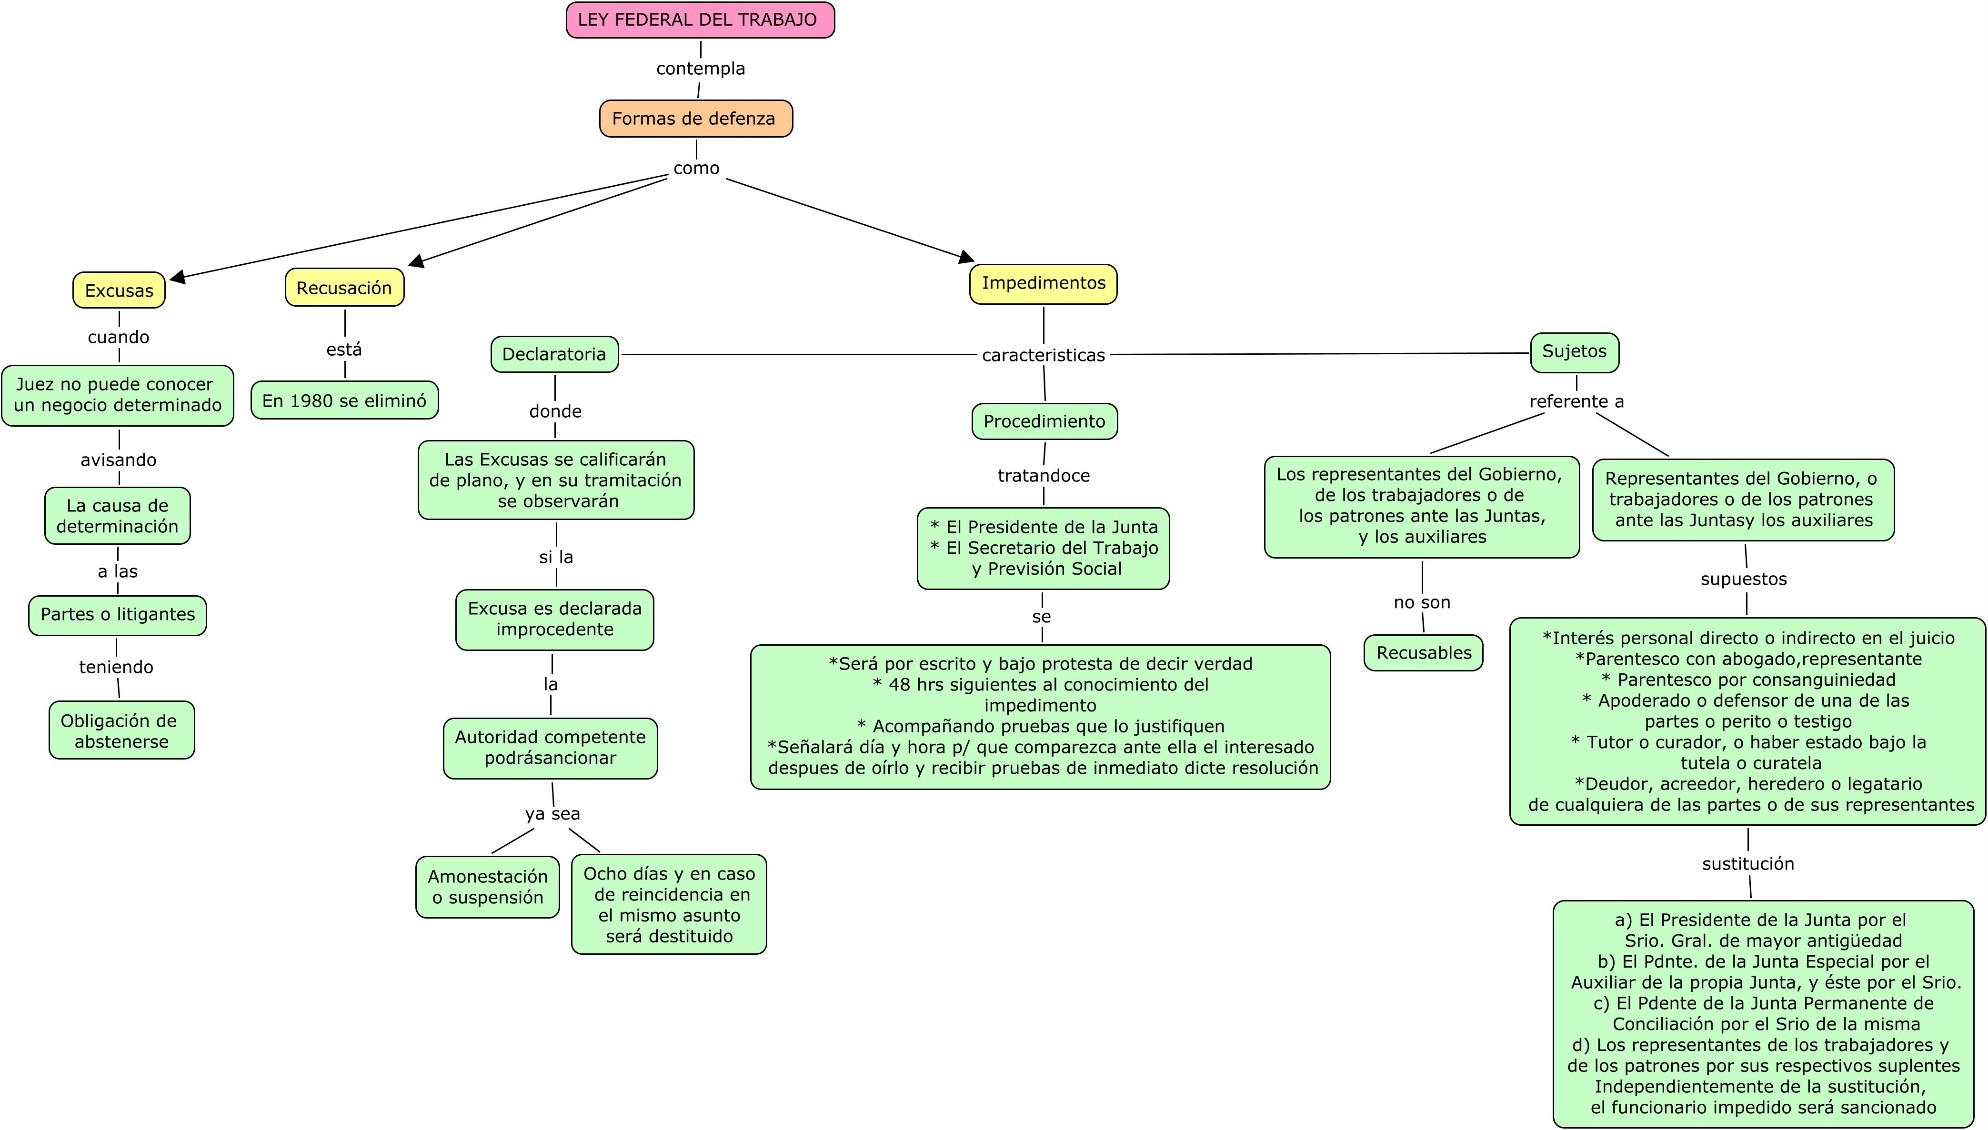 LEY FEDERAL DEL TRABAJO
contempla
Formas de defenza
como
Excusas
cuando
Juez no puede conocer
un negocio determinado
avisando
La causa de
determinación
a las
Partes o litigantes
teniendo
Obligación de
abstenerse
Recusación
está
En 1980 se eliminó
Impedimentos
caracteristicas
Declaratoria
donde
Las Excusas se calificarán
de plano, y en su tramitación
se observarán
si la
Excusa es declarada
improcedente
la
Autoridad competente
podrásancionar
ya sea
Amonestación
o suspensión
Ocho días y en caso
de reincidencia en
el mismo asunto
será destituido
Procedimiento
tratandoce
* El Presidente de la Junta
* El Secretario del Trabajo
y Previsión Social
se
*Será por escrito y bajo protesta de decir verdad
* 48 hrs siguientes al conocimiento del
impedimento
* Acompañando pruebas que lo justifiquen
*Señalará día y hora p/ que comparezca ante ella el interesado
despues de oírlo y recibir pruebas de inmediato dicte resolución
Sujetos
referente a
Los representantes del Gobierno,
de los trabajadores o de
los patrones ante las Juntas,
y los auxiliares
no son
Recusables
Representantes del Gobierno, o
trabajadores o de los patrones
ante las Juntasy los auxiliares
supuestos
*Interés personal directo o indirecto en el juicio
*Parentesco con abogado,representante
* Parentesco por consanguiniedad
* Apoderado o defensor de una de las
partes o perito o testigo
* Tutor o curador, o haber estado bajo la
tutela o curatela
*Deudor, acreedor, heredero o legatario
de cualquiera de las partes o de sus representantes
sustitución
a) El Presidente de la Junta por el
Srio. Gral. de mayor antigüedad
b) El Pdnte. de la Junta Especial por el
Auxiliar de la propia Junta, y éste por el Srio.
c) El Pdente de la Junta Permanente de
Conciliación por el Srio de la misma
d) Los representantes de los trabajadores y
de los patrones por sus respectivos suplentes
Independientemente de la sustitución,
el funcionario impedido será sancionado